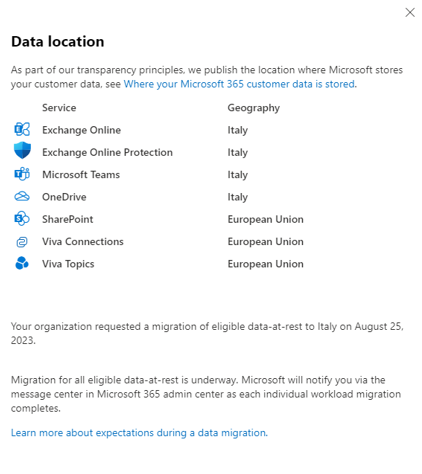 Data location
As part of our transparency principles, we publish the location where Microsoft stores
your customer data, see Where your Microsoft 365 customer data is stored.
Service Geography
Exchange Online Italy
Exchange Online Protection Italy
Microsoft Teams Italy
OneDrive Italy
SharePoint European Union
Viva Connections European Union
Viva Topics European Union
Your organization requested a migration of eligible data-at-rest to Italy on August 25,
2023.
Migration for all eligible data-at-rest is underway. Microsoft will notify you via the
message center in Microsoft 365 admin center as each individual workload migration
completes.
Learn more about expectations during a data migration.